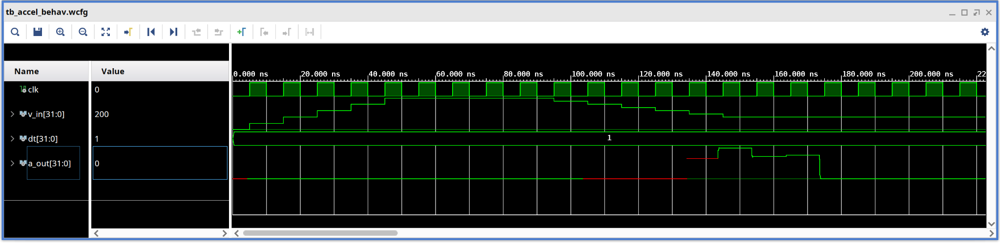 tb_accel_behav.wcfg
Name Value
0.000 ns 20.000 ns 40.000 ns 60.000 ns 80.000 ns 100.000 ns 120.000 ns 140.000 ns 160.000 ns 180.000 ns 200.000 ns 22
clk 0
v_in[31:0] 200
dt[31:0] 1 1
a_out[31:0] 0